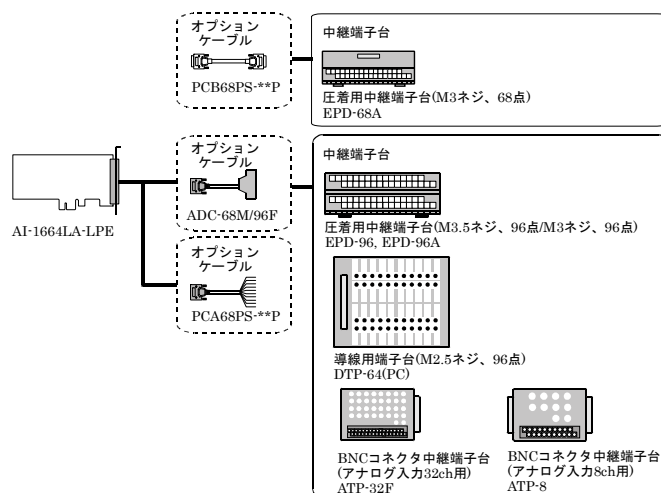 オプション
ケーブル
PCB68PS-**P
中継端子台
圧着用中継端子台(M3ネジ、68点)
EPD-68A
AI-1664LA-LPE
オプション
ケーブル
ADC-68M/96F
オプション
ケーブル
PCA68PS-**P
中継端子台
圧着用中継端子台(M3.5ネジ、96点/M3ネジ、96点)
EPD-96, EPD-96A
導線用端子台(M2.5ネジ、96点)
DTP-64(PC)
BNCコネクタ中継端子台
(アナログ入力32ch用)
ATP-32F
BNCコネクタ中継端子台
(アナログ入力8ch用)
ATP-8